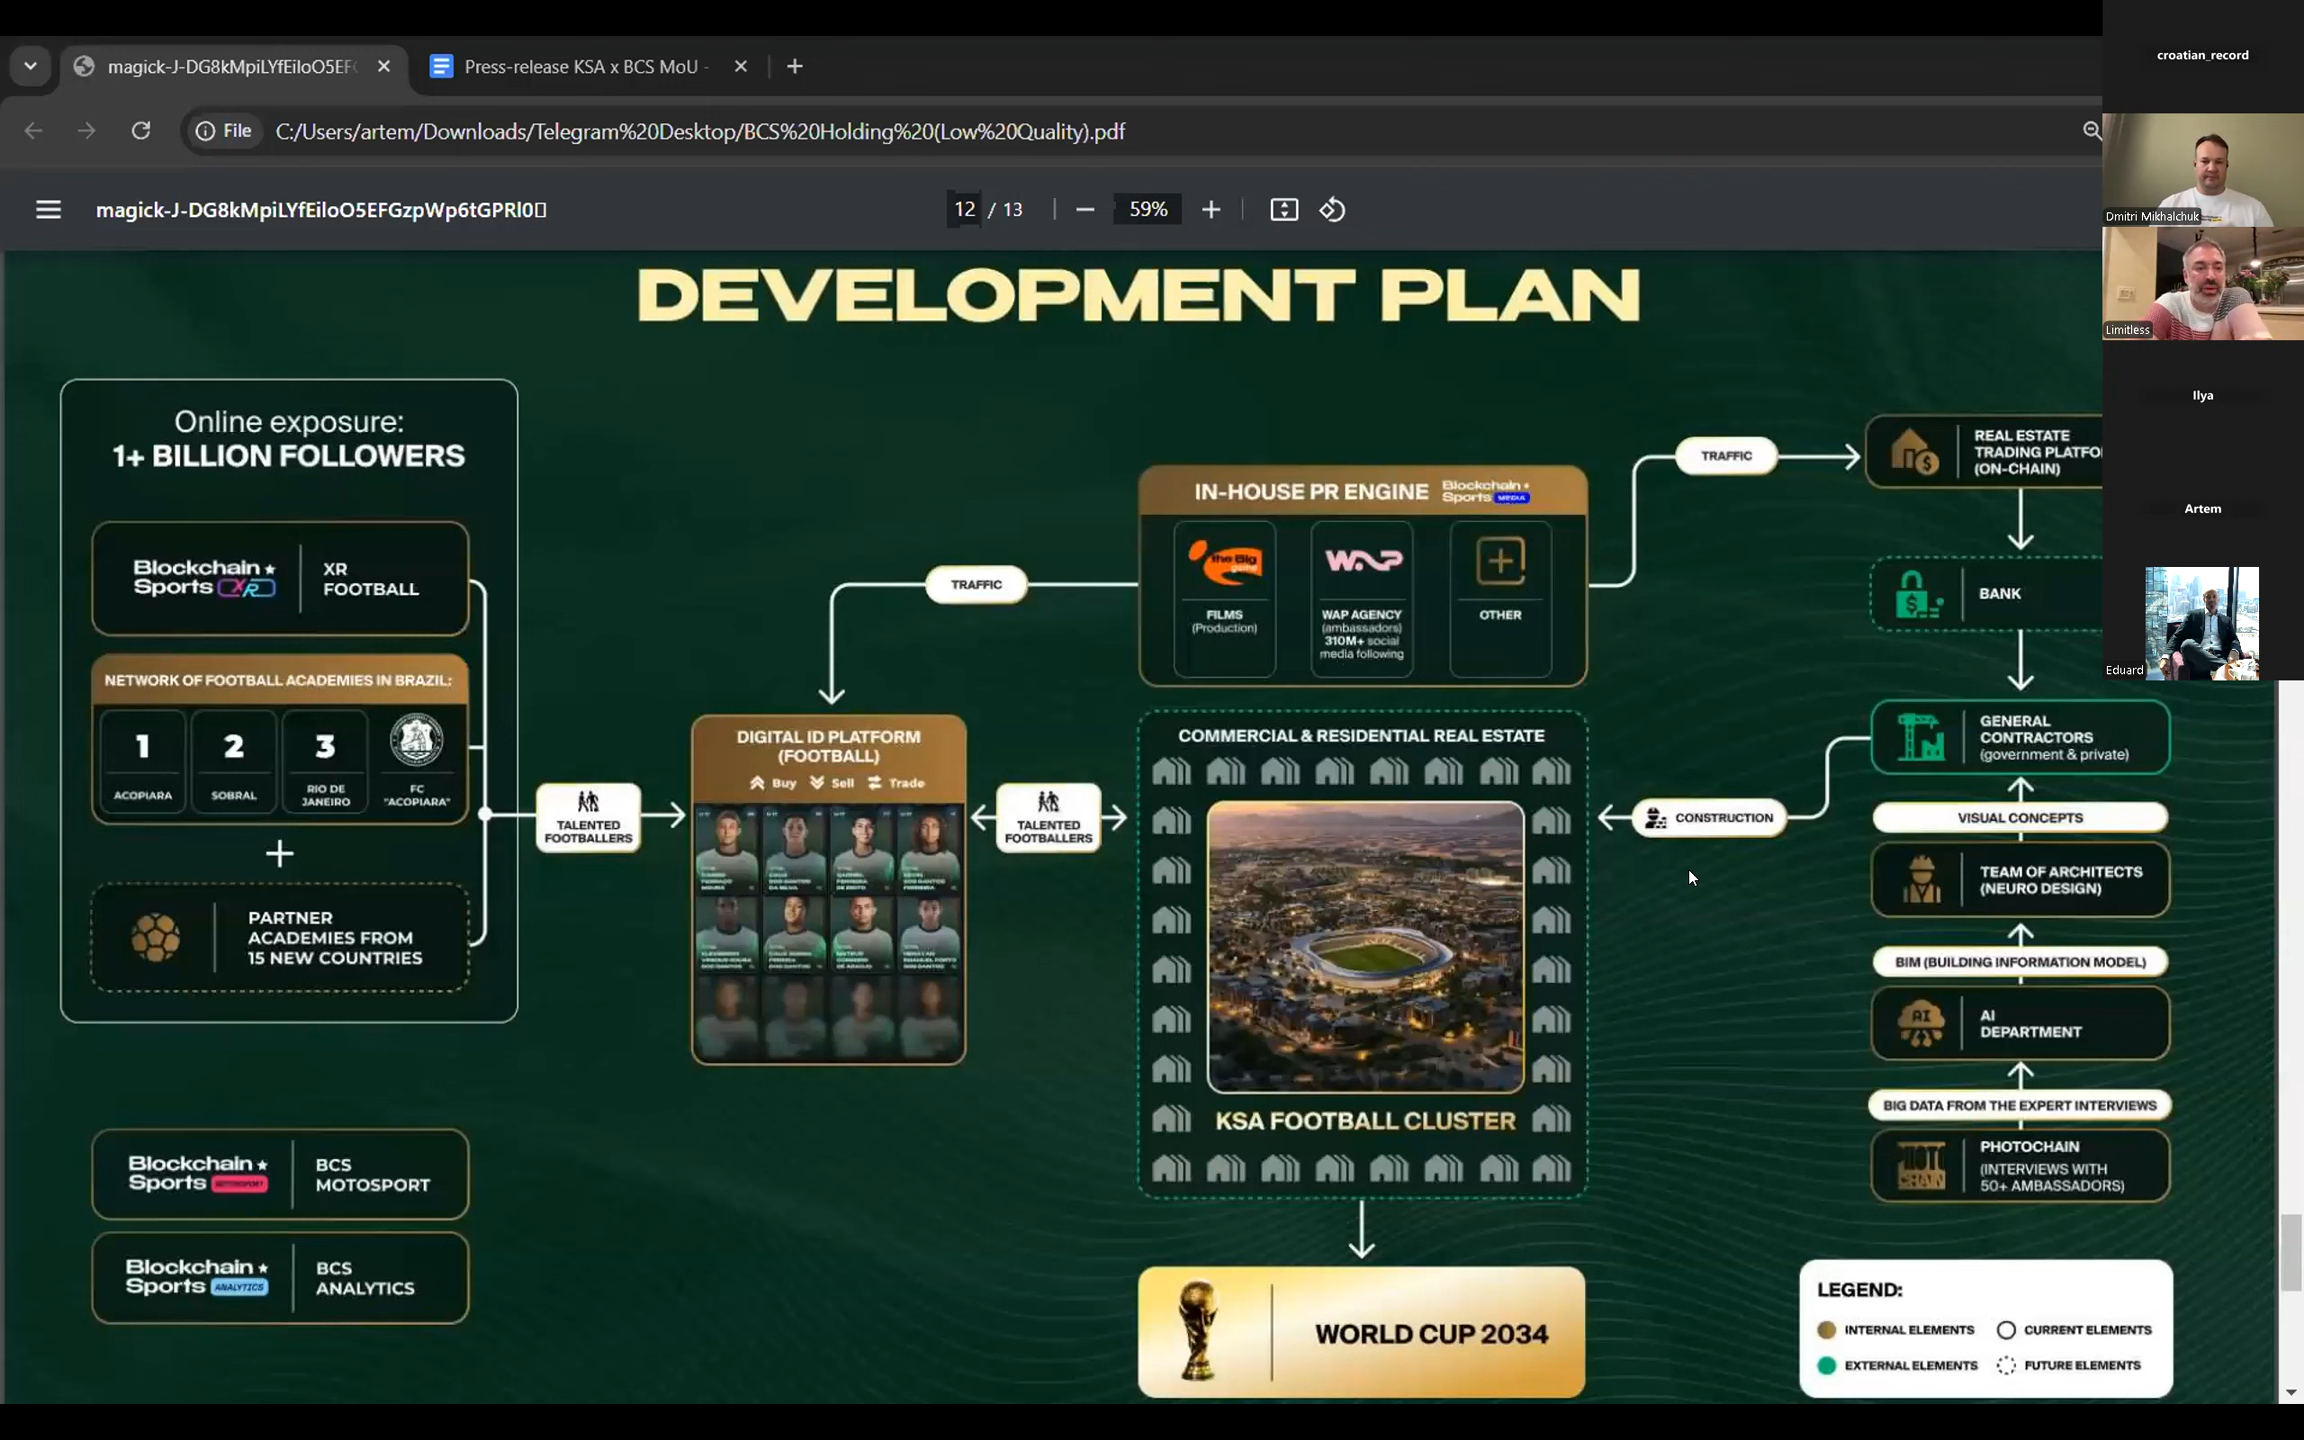 magick-J-DG8kMpiLYfEiloO5EF
Press-release KSA x BCS MoU -
File
C:/Users/artem/Downloads/Telegram%20Desktop/BCS%20Holding%20(Low%20Quality).pdf
magick-J-DG8kMpiLYfEiloO5EFGzpWp6tGPRl0
12 / 13
59%
croatian_record
Dmitri Mikhalchuk
Limitless
Ilya
Artem
Eduard
DEVELOPMENT PLAN
Online exposure:
1+ BILLION FOLLOWERS
Blockchain
Sports XR
XR
FOOTBALL
NETWORK OF FOOTBALL ACADEMIES IN BRAZIL:
1
ACOPIARA
2
SOBRAL
3
RIO DE
JANEIRO
FC
"ACOPIARA"
+
PARTNER
ACADEMIES FROM
15 NEW COUNTRIES
Blockchain
Sports MOTOSPORT
BCS
MOTOSPORT
Blockchain
Sports ANALYTICS
BCS
ANALYTICS
TALENTED
FOOTBALLERS
TRAFFIC
DIGITAL ID PLATFORM
(FOOTBALL)
Buy
Sell
Trade
TALENTED
FOOTBALLERS
IN-HOUSE PR ENGINE
Blockchain
Sports MEDIA
the Big
game
FILMS
(Production)
WAP
WAP AGENCY
(ambassadors)
310M+ social
media following
OTHER
COMMERCIAL & RESIDENTIAL REAL ESTATE
KSA FOOTBALL CLUSTER
WORLD CUP 2034
TRAFFIC
REAL ESTATE
TRADING PLATFO
(ON-CHAIN)
BANK
GENERAL
CONTRACTORS
(government & private)
CONSTRUCTION
VISUAL CONCEPTS
TEAM OF ARCHITECTS
(NEURO DESIGN)
BIM (BUILDING INFORMATION MODEL)
AI
AI
DEPARTMENT
BIG DATA FROM THE EXPERT INTERVIEWS
PHOTOCHAIN
(INTERVIEWS WITH
50+ AMBASSADORS)
LEGEND:
INTERNAL ELEMENTS
CURRENT ELEMENTS
EXTERNAL ELEMENTS
FUTURE ELEMENTS